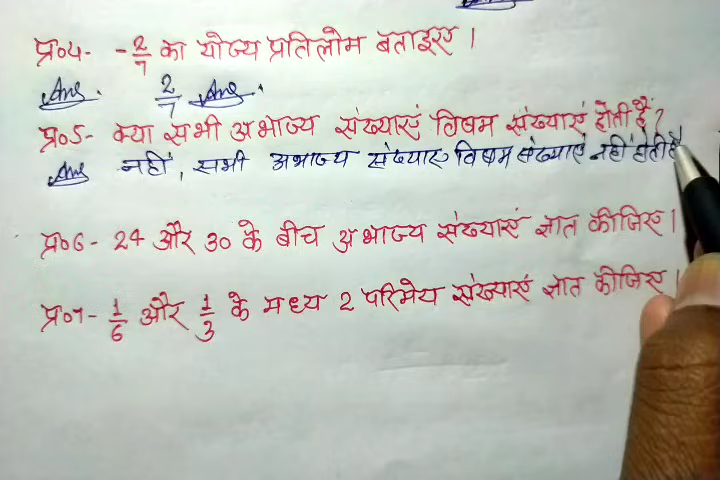 प्र०4- -2/7 का योज्य प्रतिलोम बताइए।
Ans. 2/7 Ans.
प्र०5- क्या सभी अभाज्य संख्याएं विषम संख्याएं होती हैं?
Ans नहीं, सभी अभाज्य संख्याए विषम संख्याएं नहीं होती है
प्र०6- 24 और 30 के बीच अभाज्य संख्याएं ज्ञात कीजिए।
प्र०7- 1/6 और 1/3 के मध्य 2 परिमेय संख्याएं ज्ञात कीजिए।